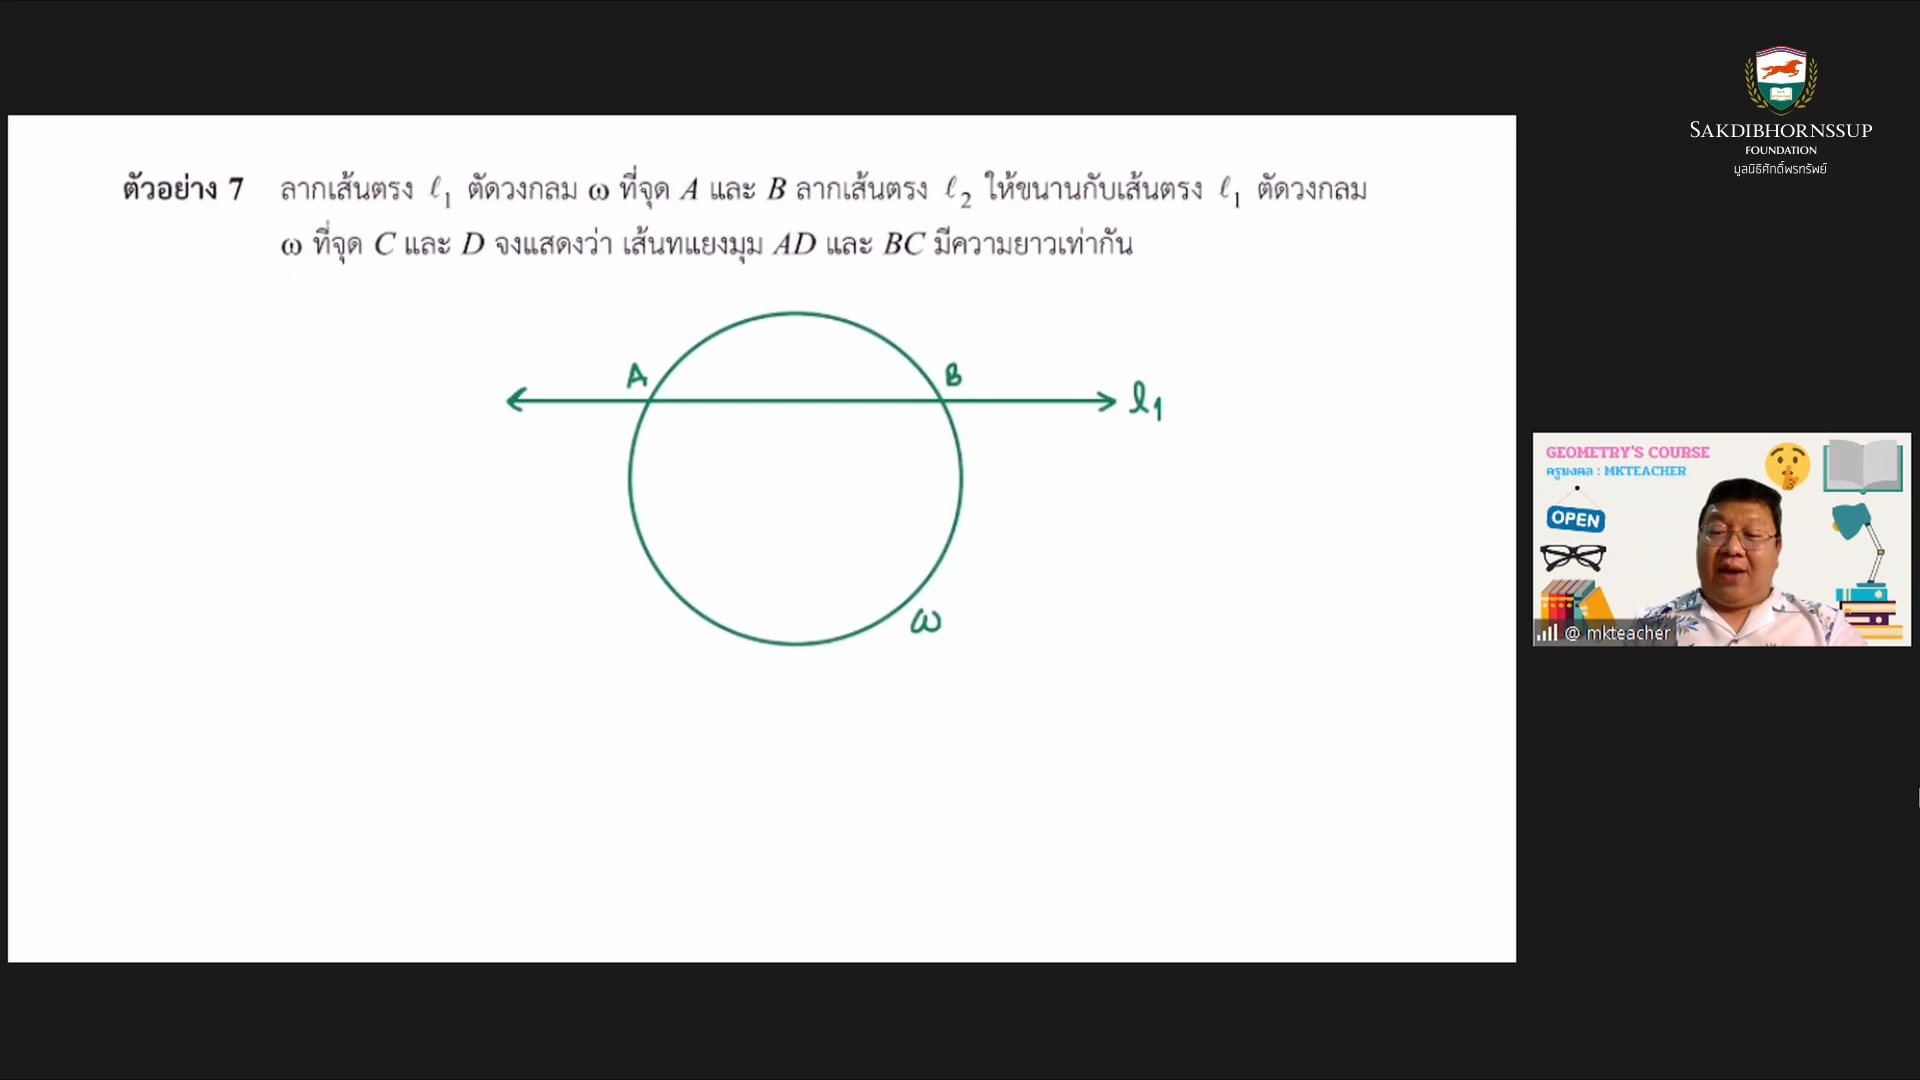 SAKDIBHORNSSUP
FOUNDATION
มูลนิธิศักดิ์พรทรัพย์
ตัวอย่าง 7 ลากเส้นตรง ℓ₁ ตัดวงกลม ω ที่จุด A และ B ลากเส้นตรง ℓ₂ ให้ขนานกับเส้นตรง ℓ₁ ตัดวงกลม
ω ที่จุด C และ D จงแสดงว่า เส้นทแยงมุม AD และ BC มีความยาวเท่ากัน
A
B
ℓ₁
ω
GEOMETRY'S COURSE
ครูมงคล : MKTEACHER
OPEN
@ mkteacher